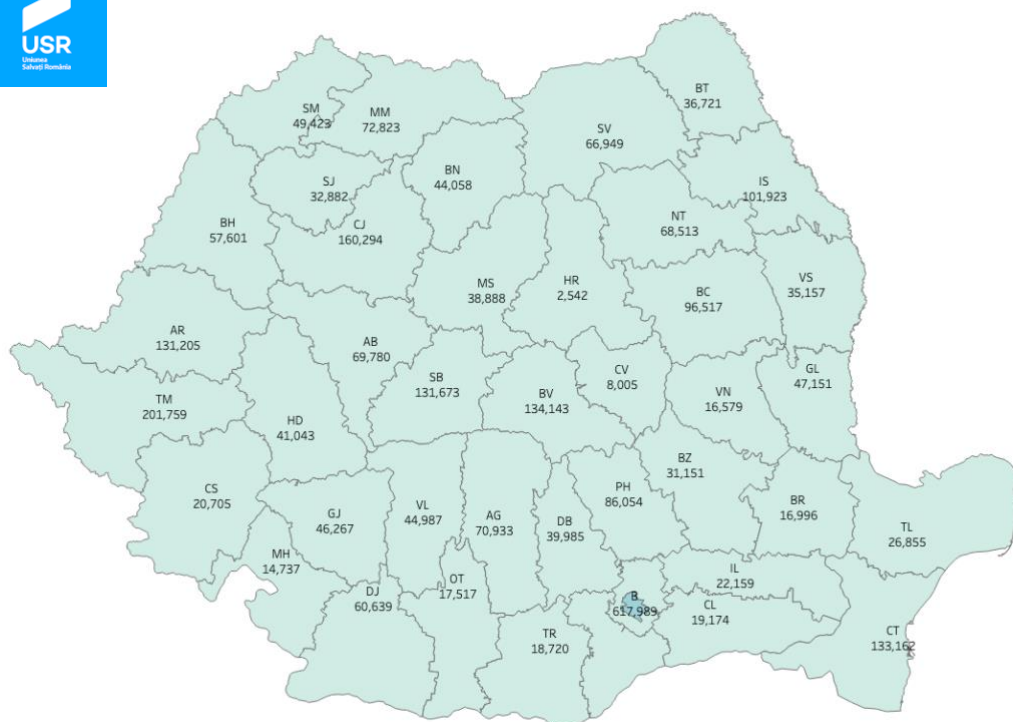 USR
Uniunea
Salvați România
BT
36,721
SM
49,423
MM
72,823
SV
66,949
BN
44,058
IS
101,923
SJ
32,882
NT
68,513
BH
57,601
CJ
160,294
MS
38,888
HR
2,542
BC
96,517
VS
35,157
AR
131,205
AB
69,780
SB
131,673
CV
8,005
GL
47,151
TM
201,759
BV
134,143
VN
16,579
HD
41,043
BZ
31,151
CS
20,705
PH
86,054
BR
16,996
GJ
46,267
VL
44,987
AG
70,933
DB
39,985
TL
26,855
MH
14,737
OT
17,517
IL
22,159
DJ
60,639
B
617,989
CL
19,174
TR
18,720
CT
133,162